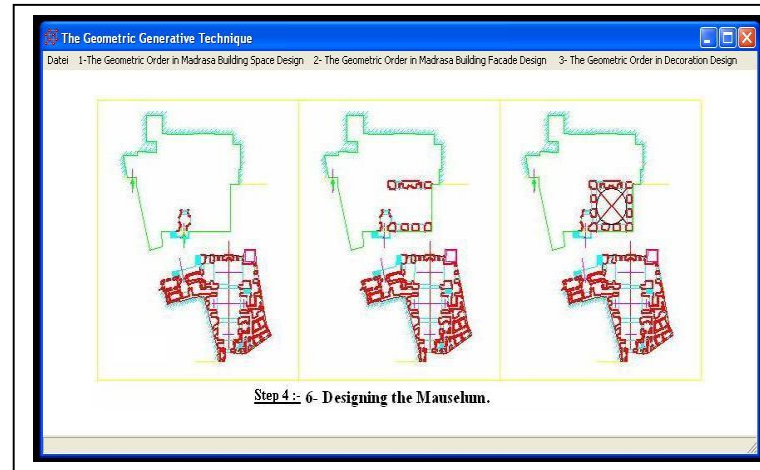 The Geometric Generative Technique
Datei 1-The Geometric Order in Madrasa Building Space Design 2- The Geometric Order in Madrasa Building Facade Design 3- The Geometric Order in Decoration Design
Step 4 :- 6- Designing the Mauselum.